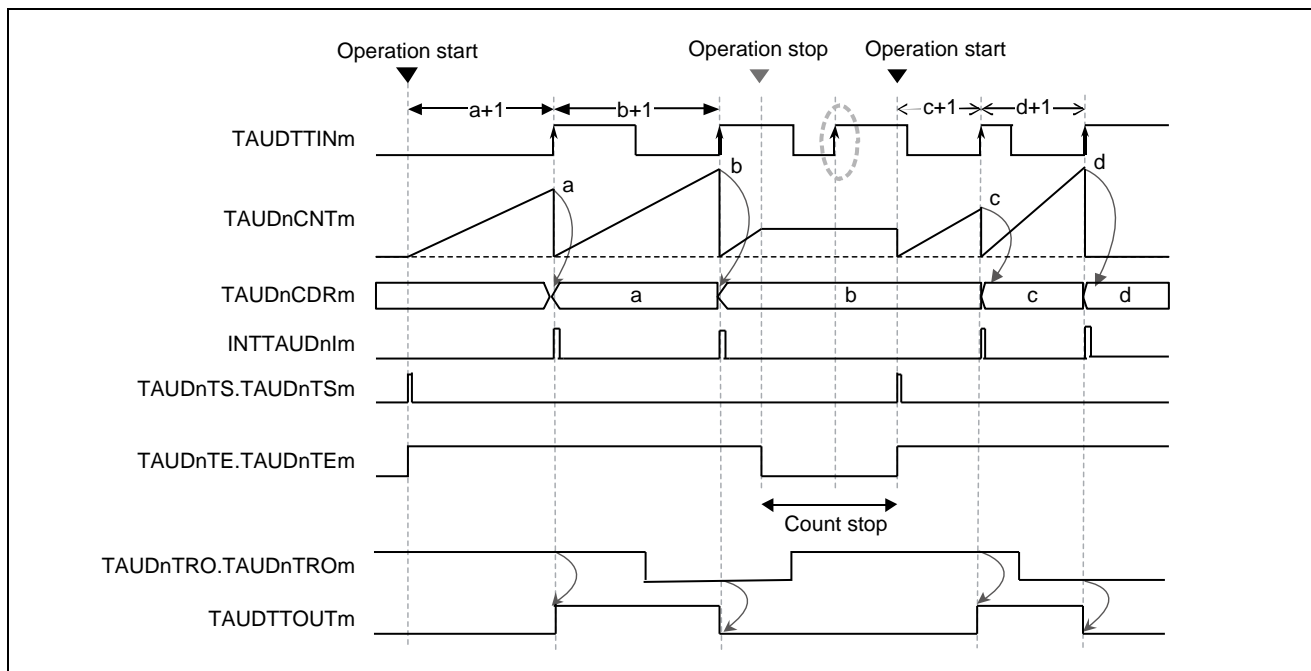 Operation start Operation stop Operation start
a+1 b+1 c+1 d+1
TAUDTTINm
a b c d
TAUDnCNTm
TAUDnCDRm a b c d
INTTAUDnIm
TAUDnTS.TAUDnTSm
TAUDnTE.TAUDnTEm
Count stop
TAUDnTRO.TAUDnTROm
TAUDTTOUTm